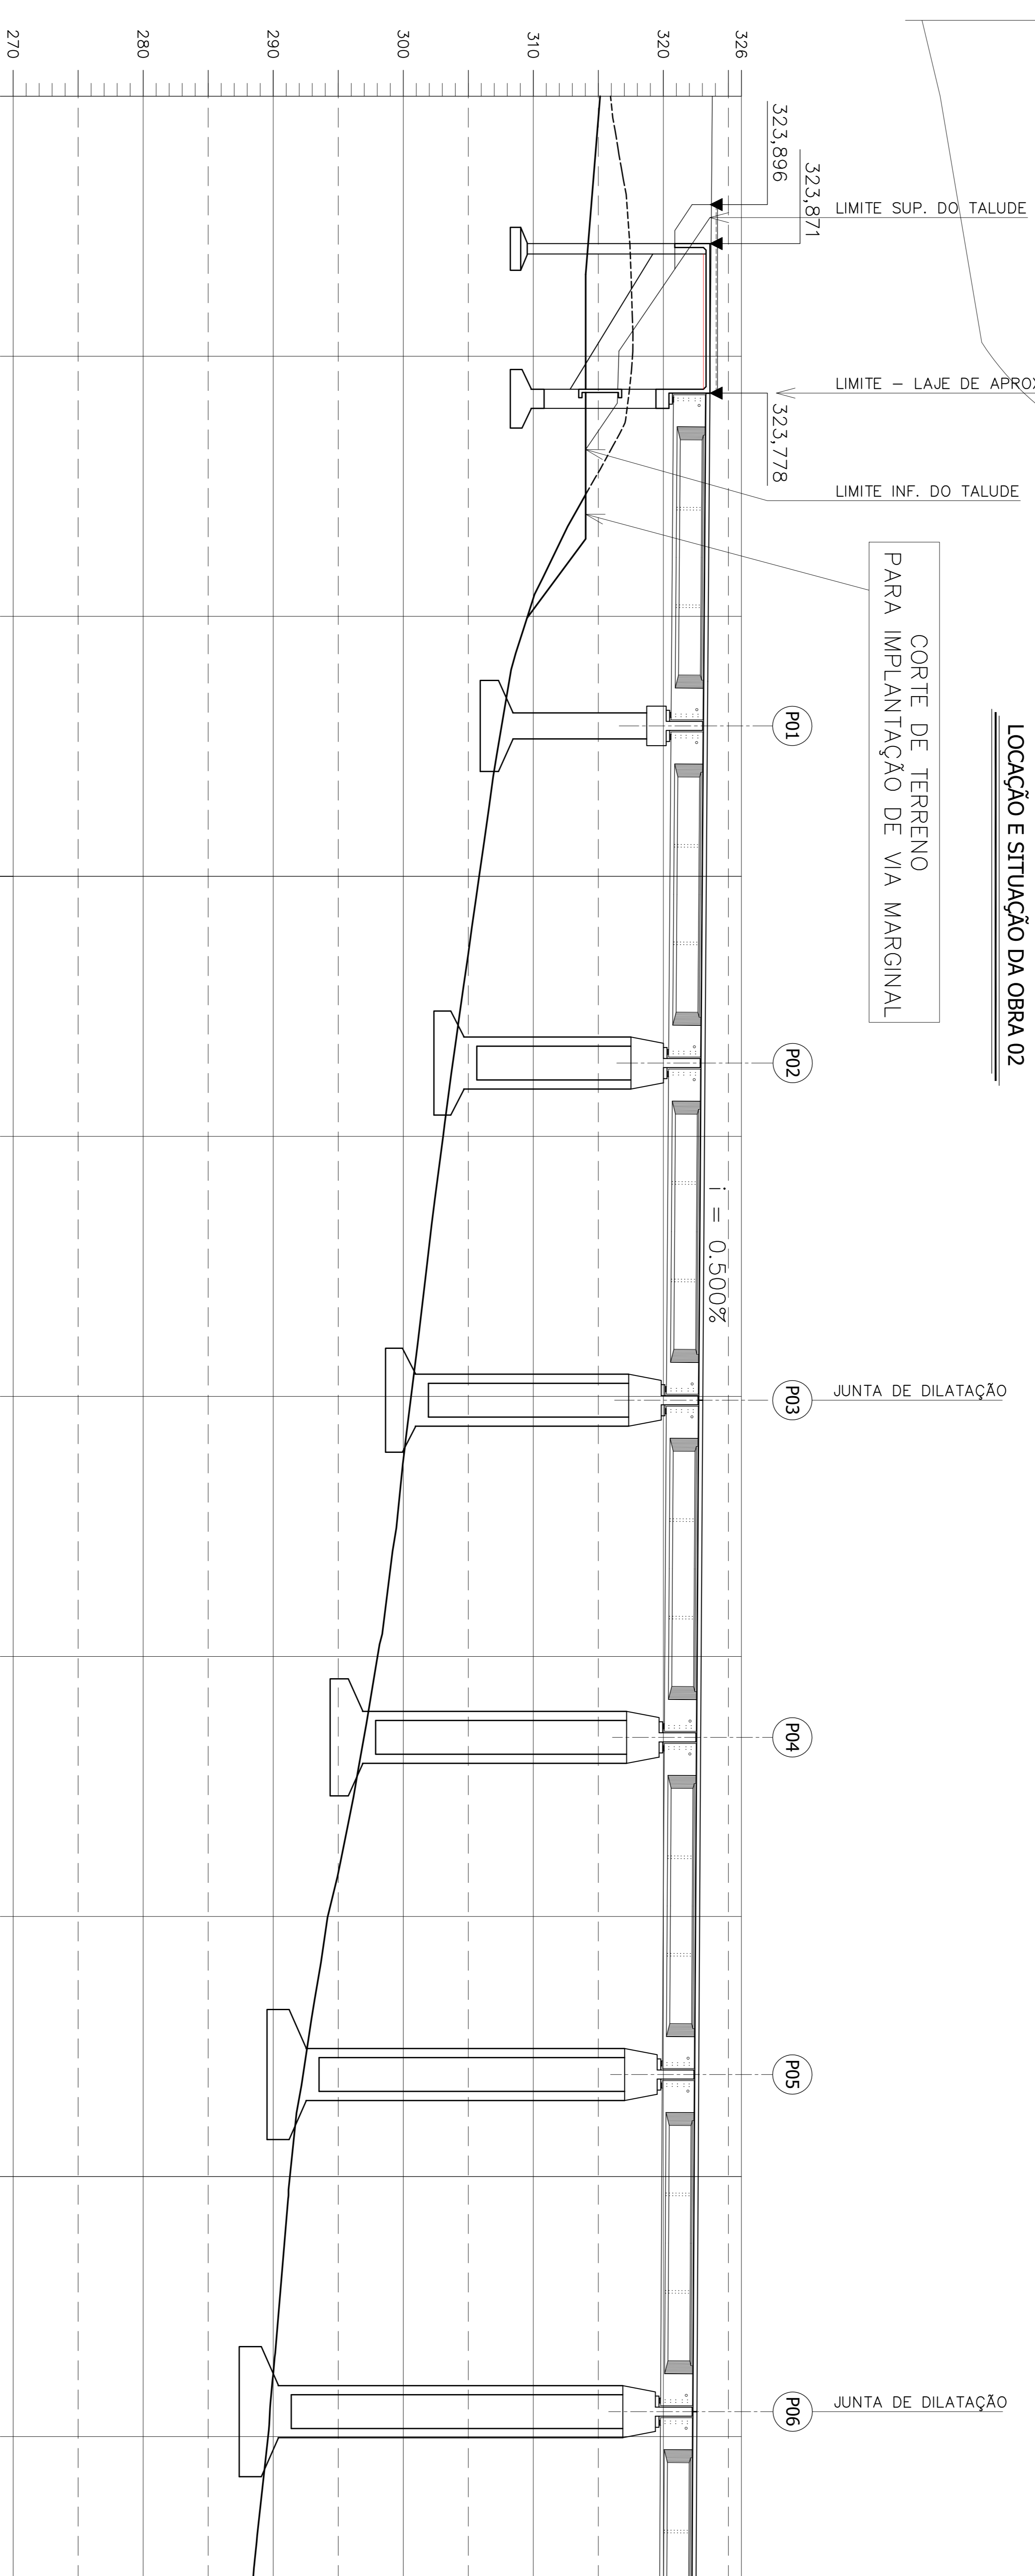 LOCAÇÃO E SITUAÇÃO DA OBRA 02
CORTE DE TERRENO
PARA IMPLANTAÇÃO DE VIA MARGINAL
LIMITE SUP. DO TALUDE
LIMITE – LAJE DE
LIMITE INF. DO TALUDE
JUNTA DE DILATAÇÃO
JUNTA DE DILATAÇÃO
323,871
323,896
323,778
P01
P02
P03
P04
P05
P06
i = 0.500%
326
320
310
300
290
280
270